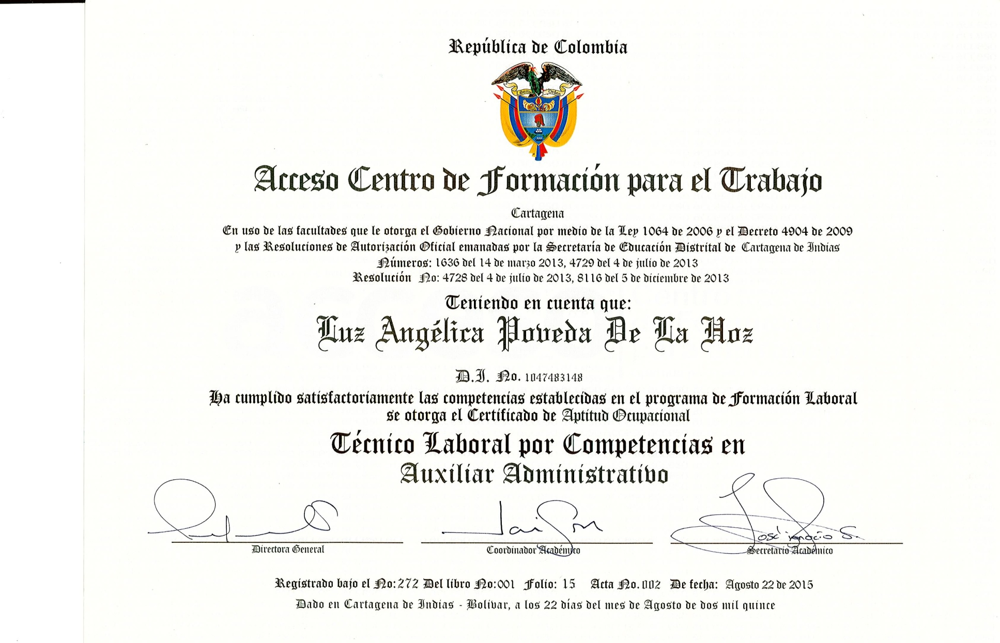 República de Colombia
Libertad Orden
Acceso Centro de Formación para el Trabajo
Cartagena
En uso de las facultades que le otorga el Gobierno Nacional por medio de la Ley 1064 de 2006 y el Decreto 4904 de 2009
y las Resoluciones de Autorización Oficial emanadas por la Secretaría de Educación Distrital de Cartagena de Indias
Números: 1636 del 14 de marzo 2013, 4729 del 4 de julio de 2013
Resolución No: 4728 del 4 de julio de 2013, 8116 del 5 de diciembre de 2013
Teniendo en cuenta que:
Luz Angélica Poveda De La Hoz
D.I. No. 1047483148
Ha cumplido satisfactoriamente las competencias establecidas en el programa de Formación Laboral
se otorga el Certificado de Aptitud Ocupacional
Técnico Laboral por Competencias en
Auxiliar Administrativo
José Ignacio S.
Directora General Coordinador Académico Secretario Académico
Registrado bajo el No:272 Del libro No:001 Folio: 15 Acta No.002 De fecha: Agosto 22 de 2015
Dado en Cartagena de Indias - Bolívar, a los 22 días del mes de Agosto de dos mil quince